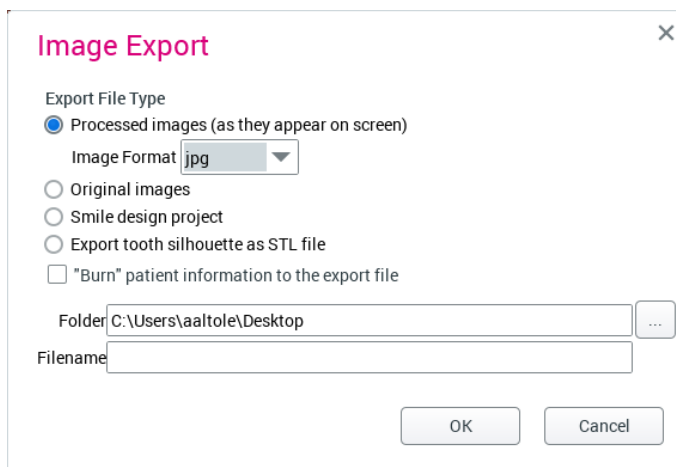 Image Export
Export File Type
Processed images (as they appear on screen)
Image Format jpg
Original images
Smile design project
Export tooth silhouette as STL file
"Burn" patient information to the export file
Folder C:\Users\aaltole\Desktop ...
Filename
OK Cancel